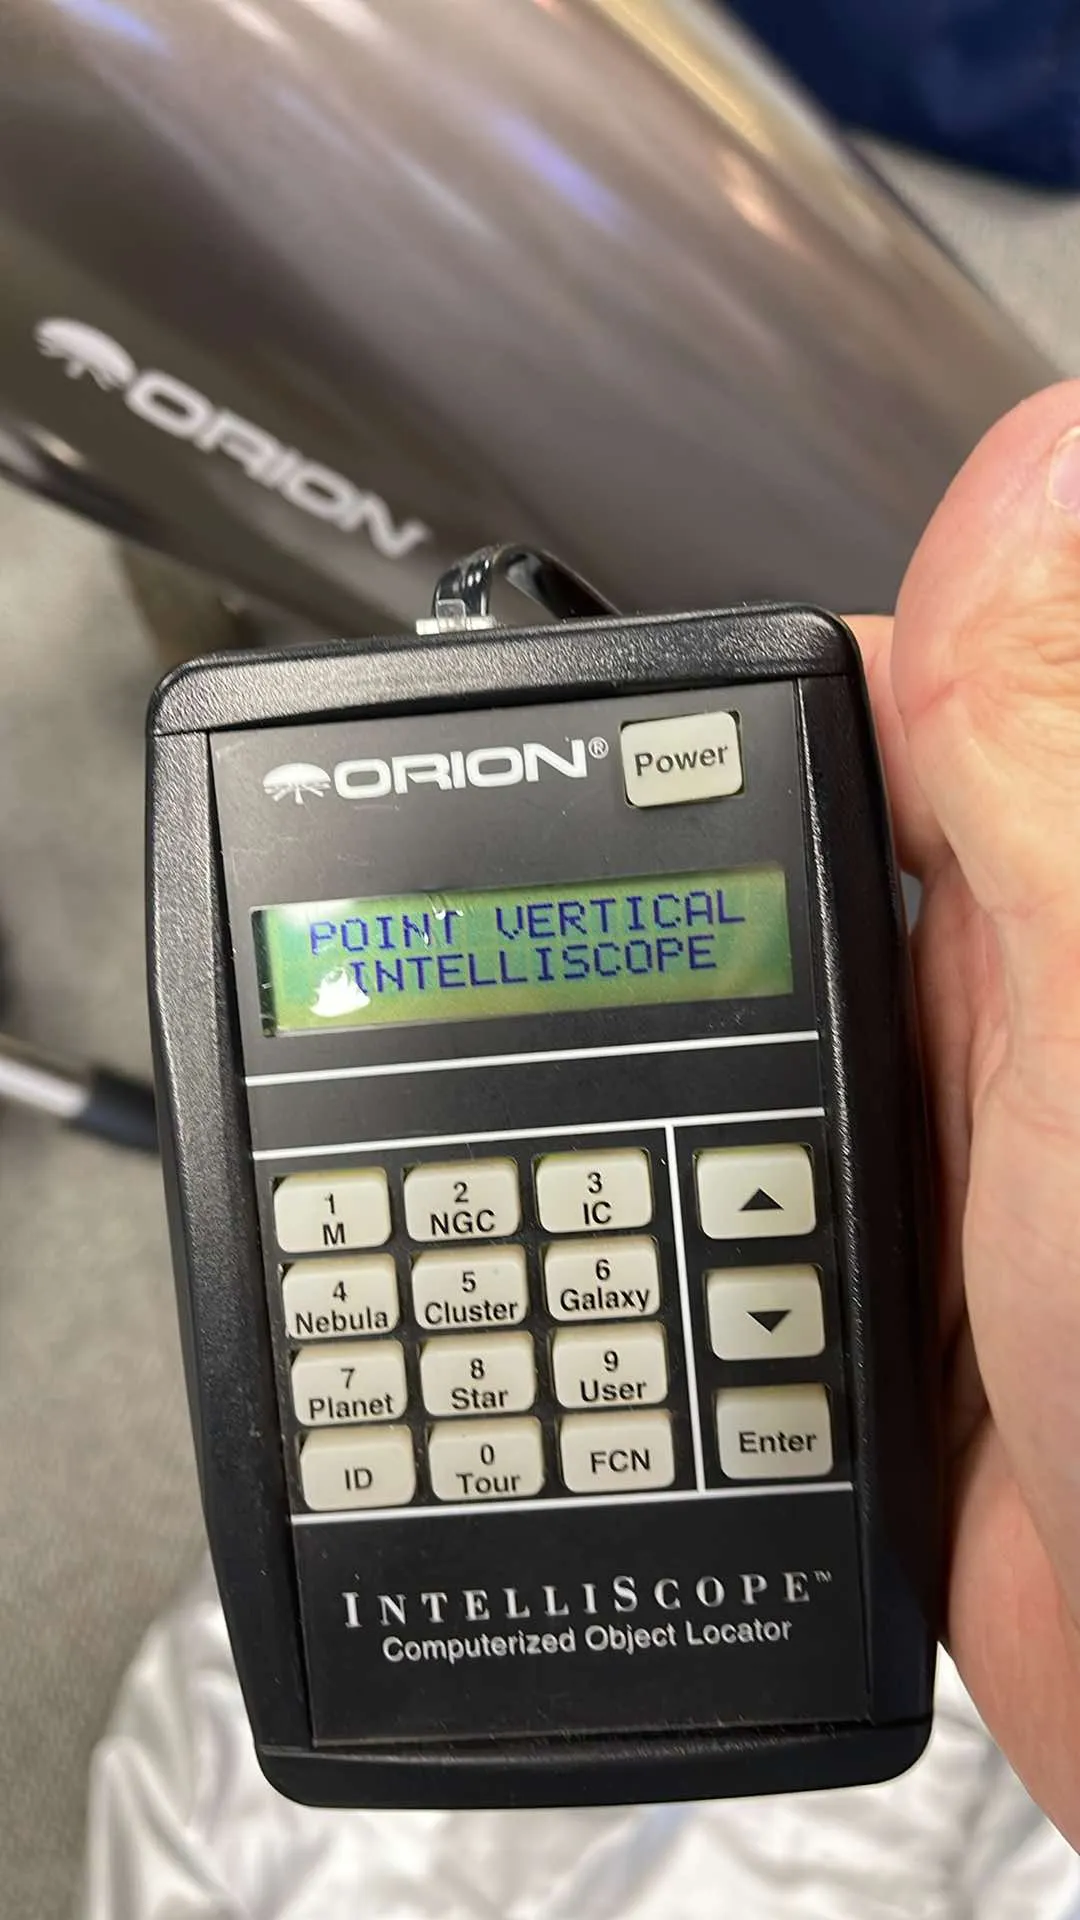 ORION
ORION®
Power
POINT VERTICAL
INTELLISCOPE
1
M
2
NGC
3
IC
4
Nebula
5
Cluster
6
Galaxy
7
Planet
8
Star
9
User
ID
0
Tour
FCN
Enter
INTELLISCOPE™
Computerized Object Locator